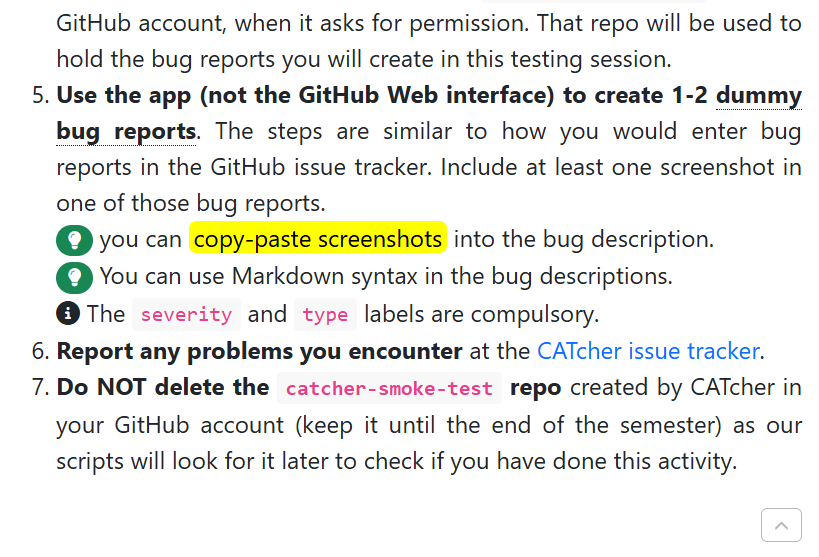 GitHub account, when it asks for permission. That repo will be used to
hold the bug reports you will create in this testing session.
5. Use the app (not the GitHub Web interface) to create 1-2 dummy
bug reports. The steps are similar to how you would enter bug
reports in the GitHub issue tracker. Include at least one screenshot in
one of those bug reports.
you can copy-paste screenshots into the bug description.
You can use Markdown syntax in the bug descriptions.
The severity and type labels are compulsory.
6. Report any problems you encounter at the CATcher issue tracker.
7. Do NOT delete the catcher-smoke-test repo created by CATcher in
your GitHub account (keep it until the end of the semester) as our
scripts will look for it later to check if you have done this activity.